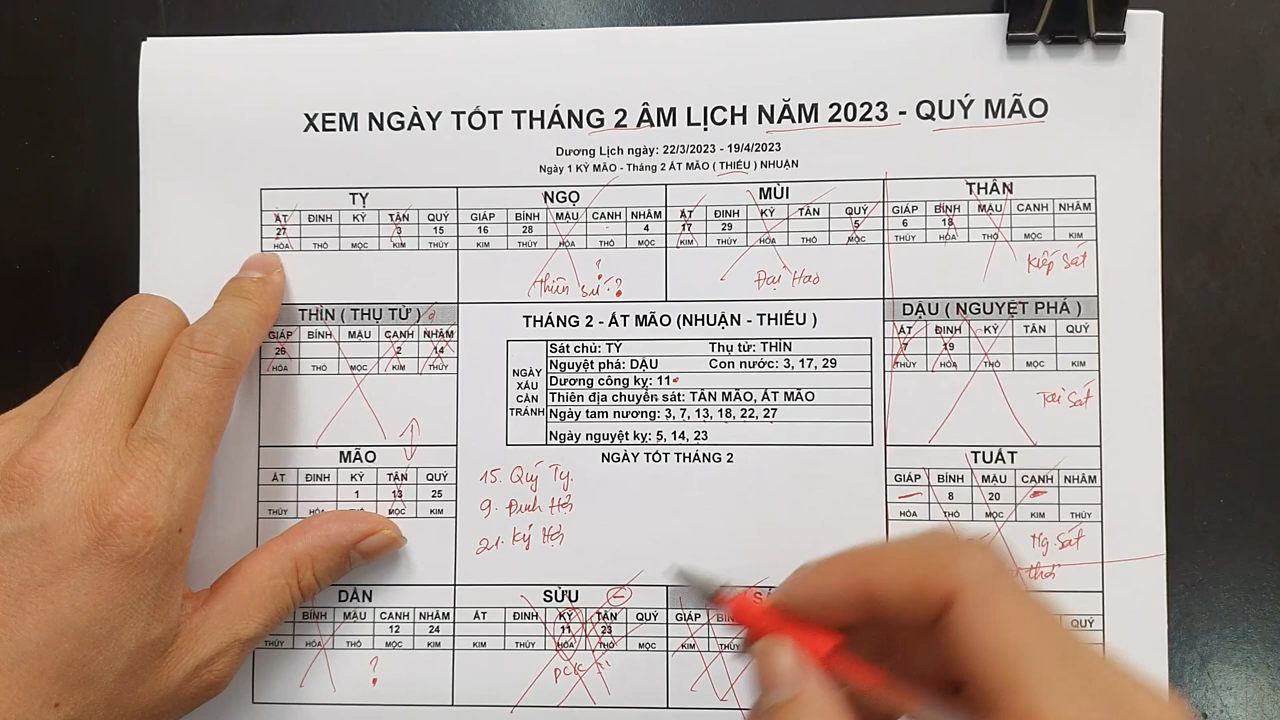 XEM NGÀY TỐT THÁNG 2 ÂM LỊCH NĂM 2023 - QUÝ MÃO
Dương Lịch ngày: 22/3/2023 - 19/4/2023
Ngày 1 KỶ MÃO - Tháng 2 ẤT MÃO ( THIẾU ) NHUẬN
TỴ
ẤT ĐINH KỶ TÂN QUÝ
27 3 15
HỎA THỔ MỘC KIM THỦY
NGỌ
GIÁP BÍNH MẬU CANH NHÂM
16 28 4
KIM THỦY HỎA THỔ MỘC
?
MÙI
ẤT ĐINH KỶ TÂN QUÝ
17 29 5
KIM THỦY HỎA THỔ MỘC
Đại Hao
THÂN
GIÁP BÍNH MẬU CANH NHÂM
6 18
THỦY HỎA THỔ MỘC KIM
Kiếp Sát
THÌN ( THỤ TỬ )
GIÁP BÍNH MẬU CANH NHÂM
26 2 14
HỎA THỔ MỘC KIM THỦY
THÁNG 2 - ẤT MÃO (NHUẬN - THIẾU )
NGÀY XẤU CẦN TRÁNH
Sát chủ: TÝ Thụ tử: THÌN
Nguyệt phá: DẬU Con nước: 3, 17, 29
Dương công kỵ: 11
Thiên địa chuyển sát: TÂN MÃO, ẤT MÃO
Ngày tam nương: 3, 7, 13, 18, 22, 27
Ngày nguyệt kỵ: 5, 14, 23
NGÀY TỐT THÁNG 2
15. Quý Tỵ.
9. Đinh Hợi
21. Kỷ Hợi
DẬU ( NGUYỆT PHÁ )
ẤT ĐINH KỶ TÂN QUÝ
7 19
THỦY HỎA THỔ MỘC KIM
Tai Sát
MÃO
ẤT ĐINH KỶ TÂN QUÝ
1 13 25
THỦY HỎA MỘC KIM
TUẤT
GIÁP BÍNH MẬU CANH NHÂM
8 20
HỎA THỔ MỘC KIM THỦY
Ng. Sát
DẦN
BÍNH MẬU CANH NHÂM
12 24
THỦY HỎA THỔ MỘC KIM
?
SỬU
ẤT ĐINH KỶ TÂN QUÝ
11 23
KIM THỦY HỎA THỔ MỘC
DCK
GIÁP
KIM THỦY
QUÝ